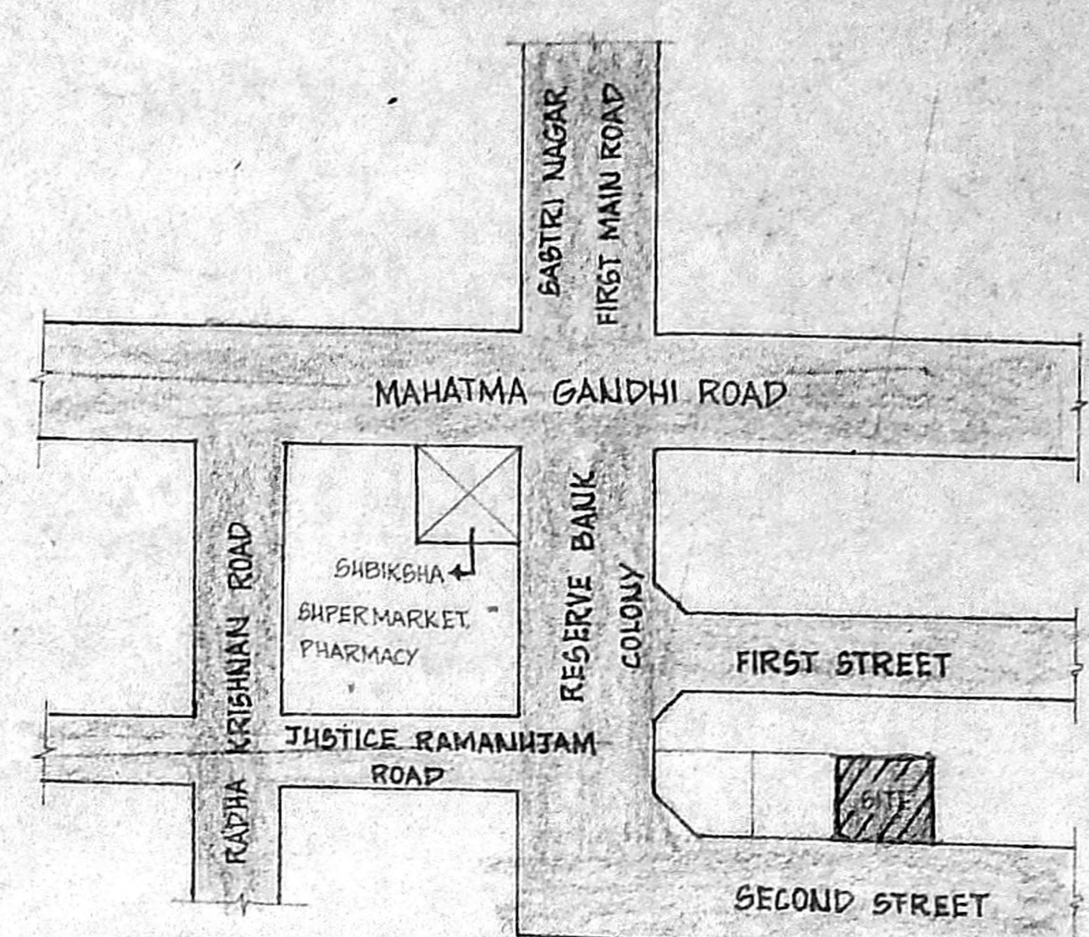 SASTRI NAGAR
FIRST MAIN ROAD
MAHATMA GANDHI ROAD
RESERVE BANK
COLONY
SUBIKSHA
SUPERMARKET
PHARMACY
RADHA KRISHNAN ROAD
FIRST STREET
JUSTICE RAMANUJAM
ROAD
SITE
SECOND STREET